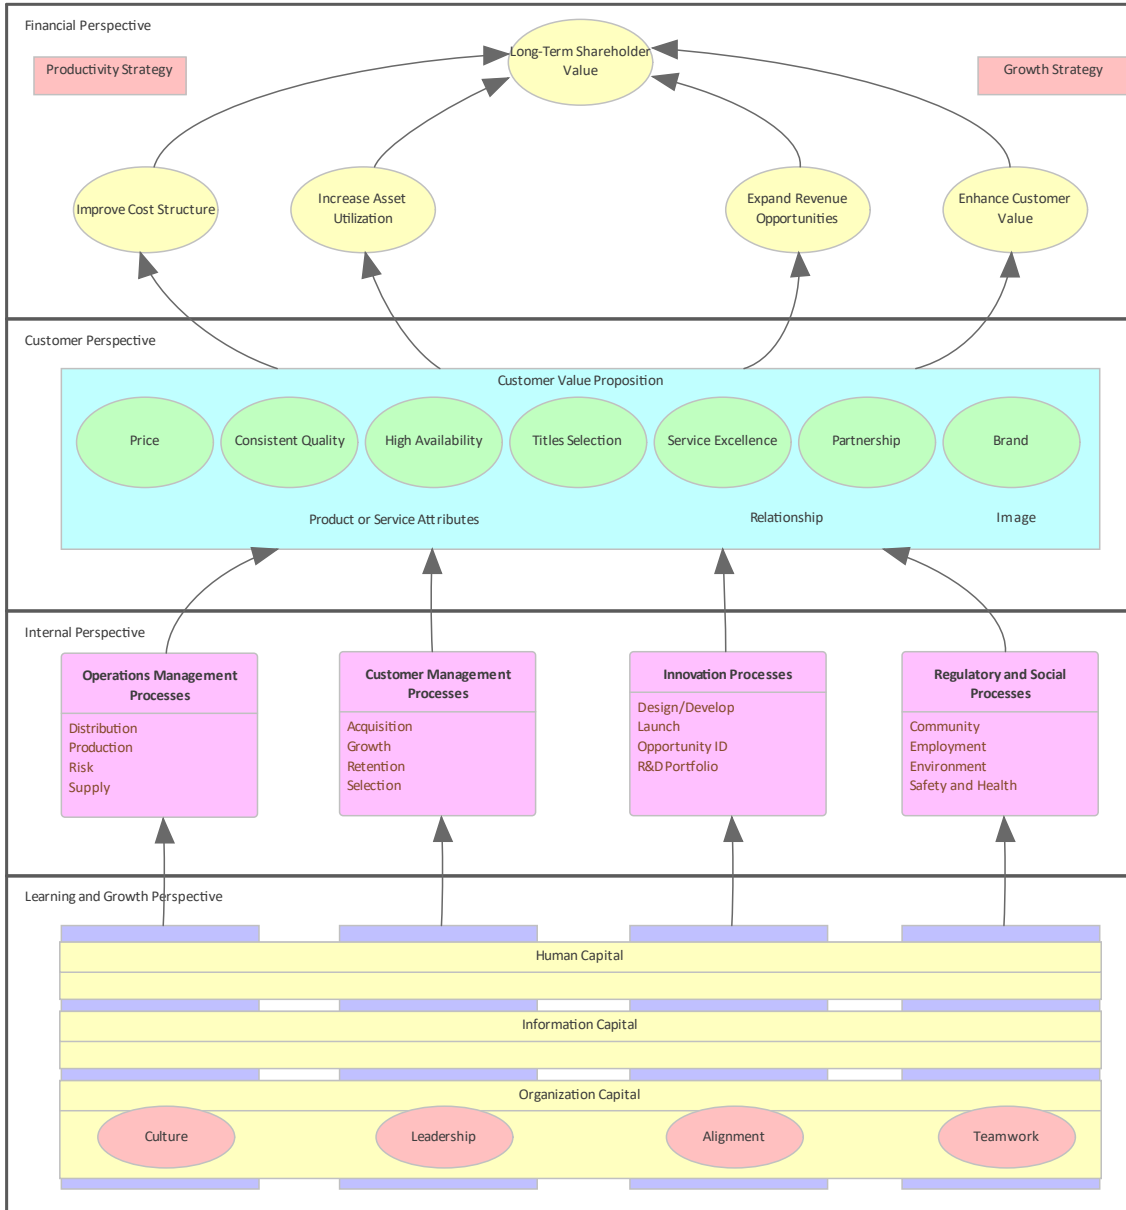 Financial Perspective
Productivity Strategy
Long-Term Shareholder
Value
Growth Strategy
Improve Cost Structure
Increase Asset
Utilization
Expand Revenue
Opportunities
Enhance Customer
Value
Customer Perspective
Customer Value Proposition
Price
Consistent Quality
High Availability
Titles Selection
Service Excellence
Partnership
Brand
Product or Service Attributes
Relationship
Image
Internal Perspective
Operations Management
Processes
Distribution
Production
Risk
Supply
Customer Management
Processes
Acquisition
Growth
Retention
Selection
Innovation Processes
Design/Develop
Launch
Opportunity ID
R&D Portfolio
Regulatory and Social
Processes
Community
Employment
Environment
Safety and Health
Learning and Growth Perspective
Human Capital
Information Capital
Organization Capital
Culture
Leadership
Alignment
Teamwork